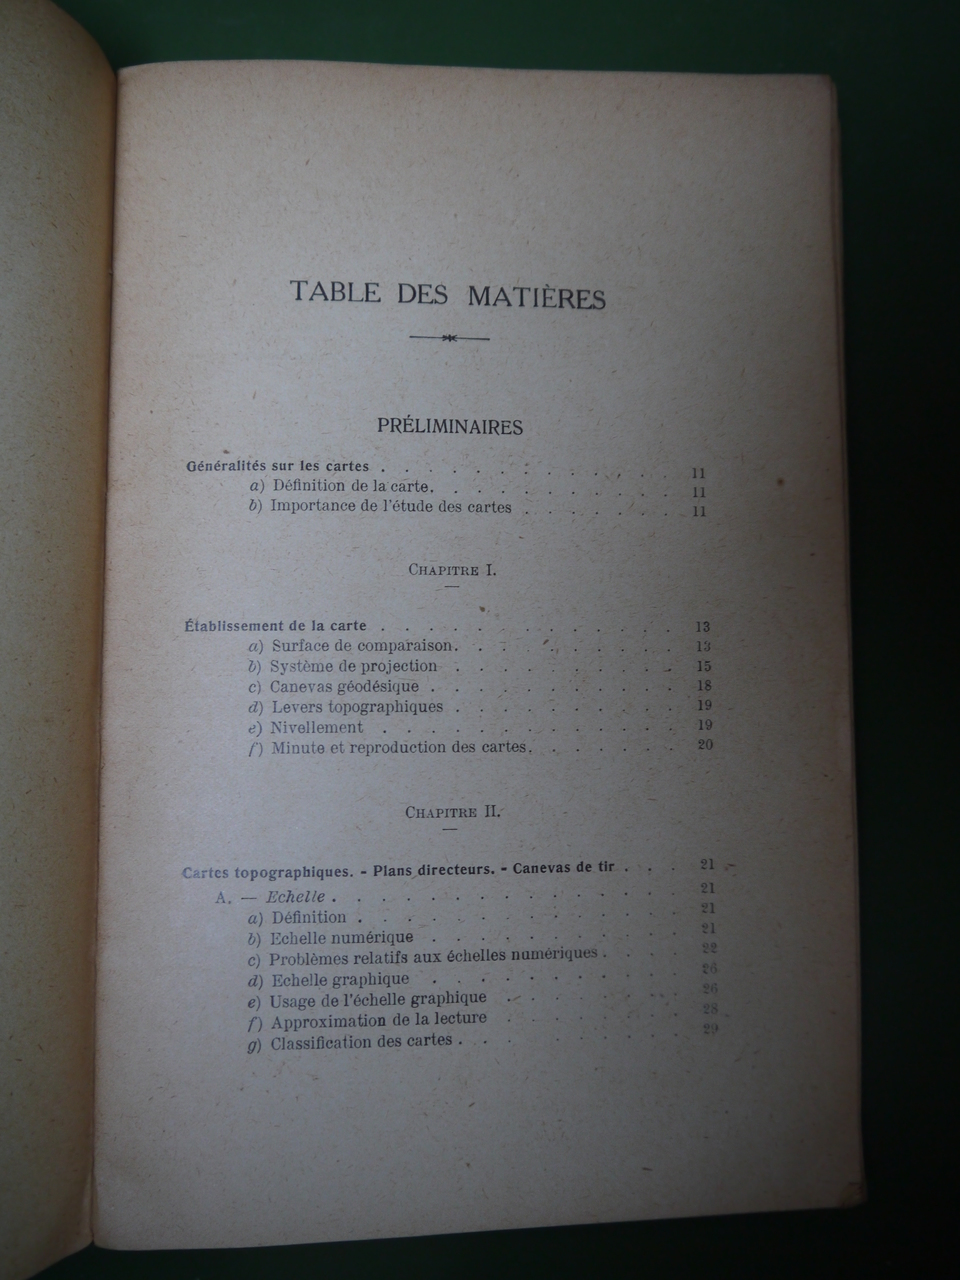 TABLE DES MATIÈRES
PRÉLIMINAIRES
Généralités sur les cartes . . . . . . . . . . . . . 11
a) Définition de la carte. . . . . . . . . . . 11
b) Importance de l'étude des cartes . . . . . . . 11
CHAPITRE I.
Établissement de la carte . . . . . . . . . . . . . 13
a) Surface de comparaison. . . . . . . . . . 13
b) Système de projection . . . . . . . . . . 15
c) Canevas géodésique . . . . . . . . . . . 18
d) Levers topographiques . . . . . . . . . . 19
e) Nivellement . . . . . . . . . . . . . 19
f) Minute et reproduction des cartes. . . . . . . 20
CHAPITRE II.
Cartes topographiques. - Plans directeurs. - Canevas de tir . . . 21
A. — Echelle . . . . . . . . . . . . . . . 21
a) Définition . . . . . . . . . . . . . . 21
b) Echelle numérique . . . . . . . . . . . 21
c) Problèmes relatifs aux échelles numériques . . . . 22
d) Echelle graphique . . . . . . . . . . . 26
e) Usage de l'échelle graphique . . . . . . . . 26
f) Approximation de la lecture . . . . . . . . 28
g) Classification des cartes . . . . . . . . . . 29